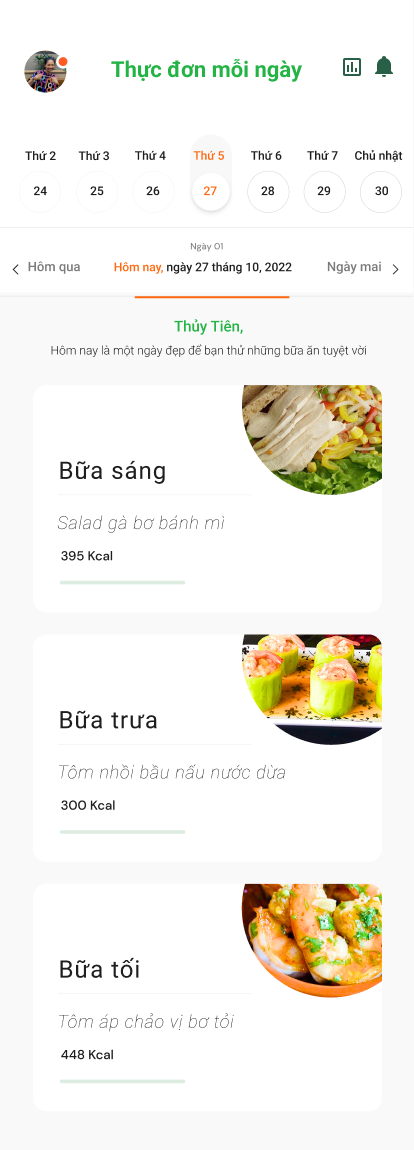 Thực đơn mỗi ngày
Thứ 2 Thứ 3 Thứ 4 Thứ 5 Thứ 6 Thứ 7 Chủ nhật
24 25 26 27 28 29 30
Ngày 01
Hôm qua Hôm nay, ngày 27 tháng 10, 2022 Ngày mai
Thủy Tiên,
Hôm nay là một ngày đẹp để bạn thử những bữa ăn tuyệt vời
Bữa sáng
Salad gà bơ bánh mì
395 Kcal
Bữa trưa
Tôm nhồi bầu nấu nước dừa
300 Kcal
Bữa tối
Tôm áp chảo vị bơ tỏi
448 Kcal